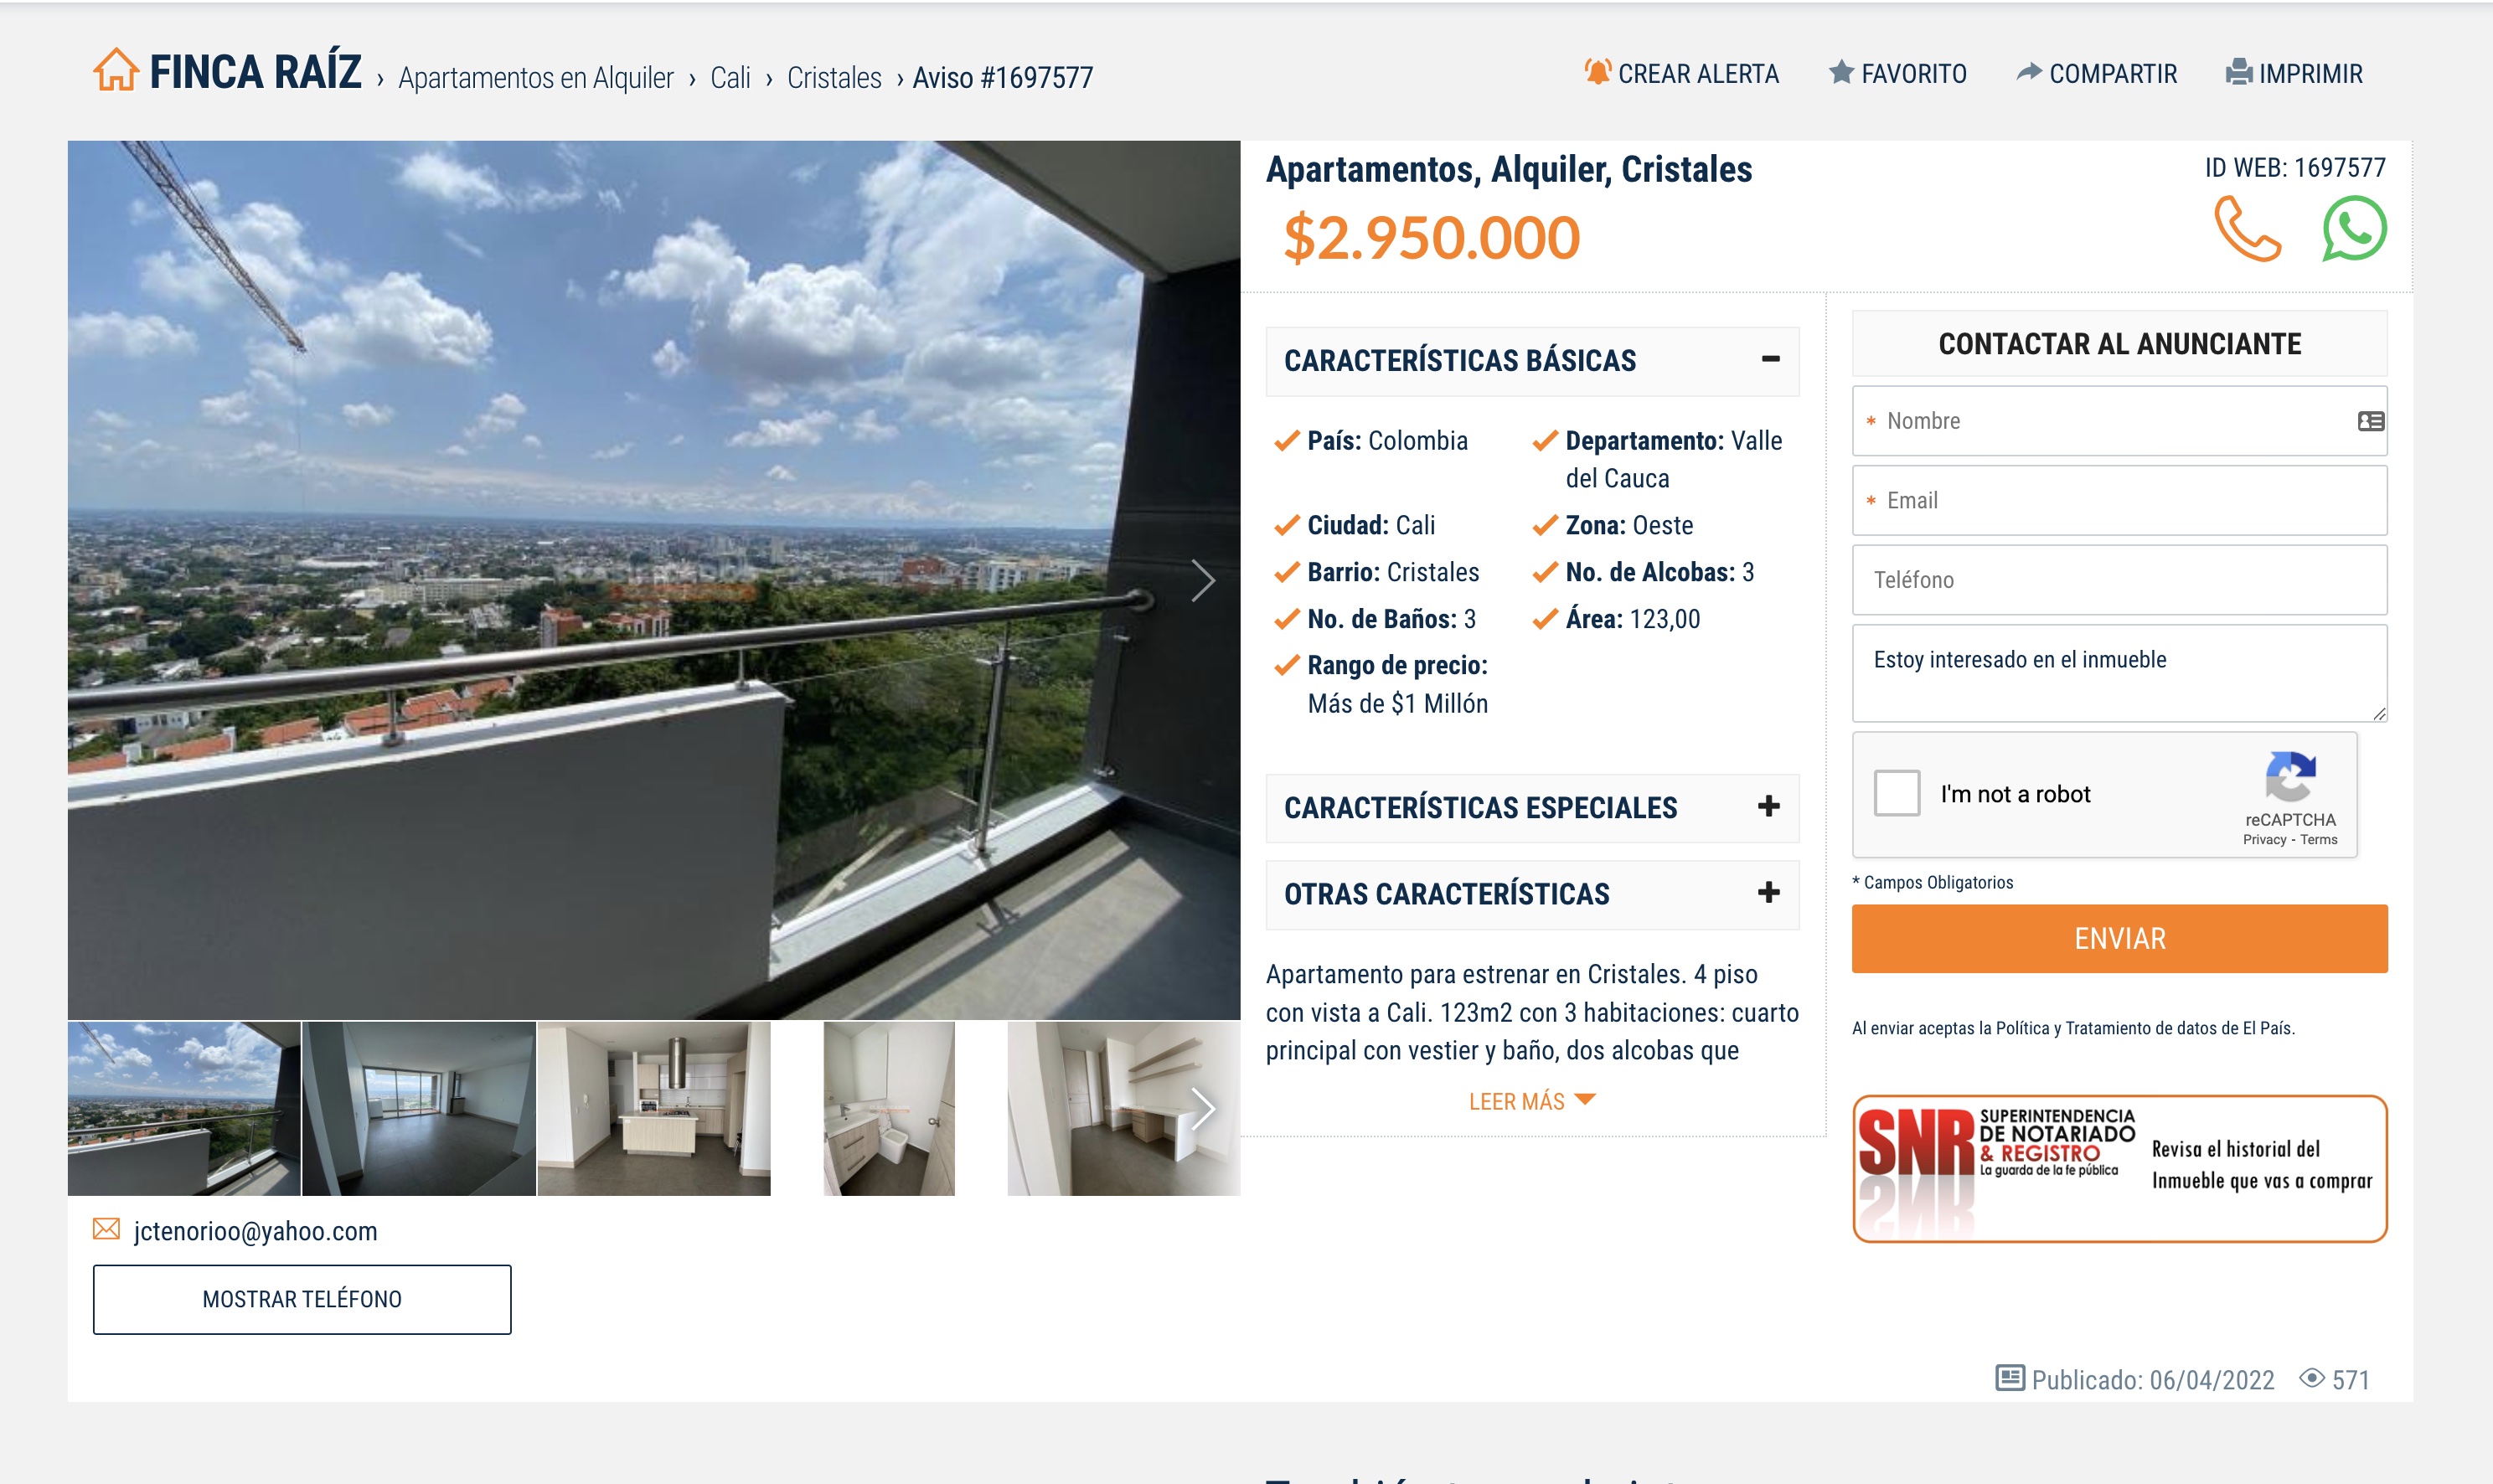 FINCA RAÍZ › Apartamentos en Alquiler › Cali › Cristales › Aviso #1697577
CREAR ALERTA
FAVORITO
COMPARTIR
IMPRIMIR
Apartamentos, Alquiler, Cristales
ID WEB: 1697577
$2.950.000
CARACTERÍSTICAS BÁSICAS
País: Colombia
Departamento: Valle
del Cauca
Ciudad: Cali
Zona: Oeste
Barrio: Cristales
No. de Alcobas: 3
No. de Baños: 3
Área: 123,00
Rango de precio:
Más de $1 Millón
CARACTERÍSTICAS ESPECIALES
OTRAS CARACTERÍSTICAS
Apartamento para estrenar en Cristales. 4 piso
con vista a Cali. 123m2 con 3 habitaciones: cuarto
principal con vestier y baño, dos alcobas que
LEER MÁS
CONTACTAR AL ANUNCIANTE
* Nombre
* Email
Teléfono
Estoy interesado en el inmueble
I'm not a robot
reCAPTCHA
Privacy - Terms
* Campos Obligatorios
ENVIAR
Al enviar aceptas la Política y Tratamiento de datos de El País.
SNR
SUPERINTENDENCIA
DE NOTARIADO
& REGISTRO
La guarda de la fe pública
Revisa el historial del
Inmueble que vas a comprar
jctenorioo@yahoo.com
MOSTRAR TELÉFONO
Publicado: 06/04/2022
571